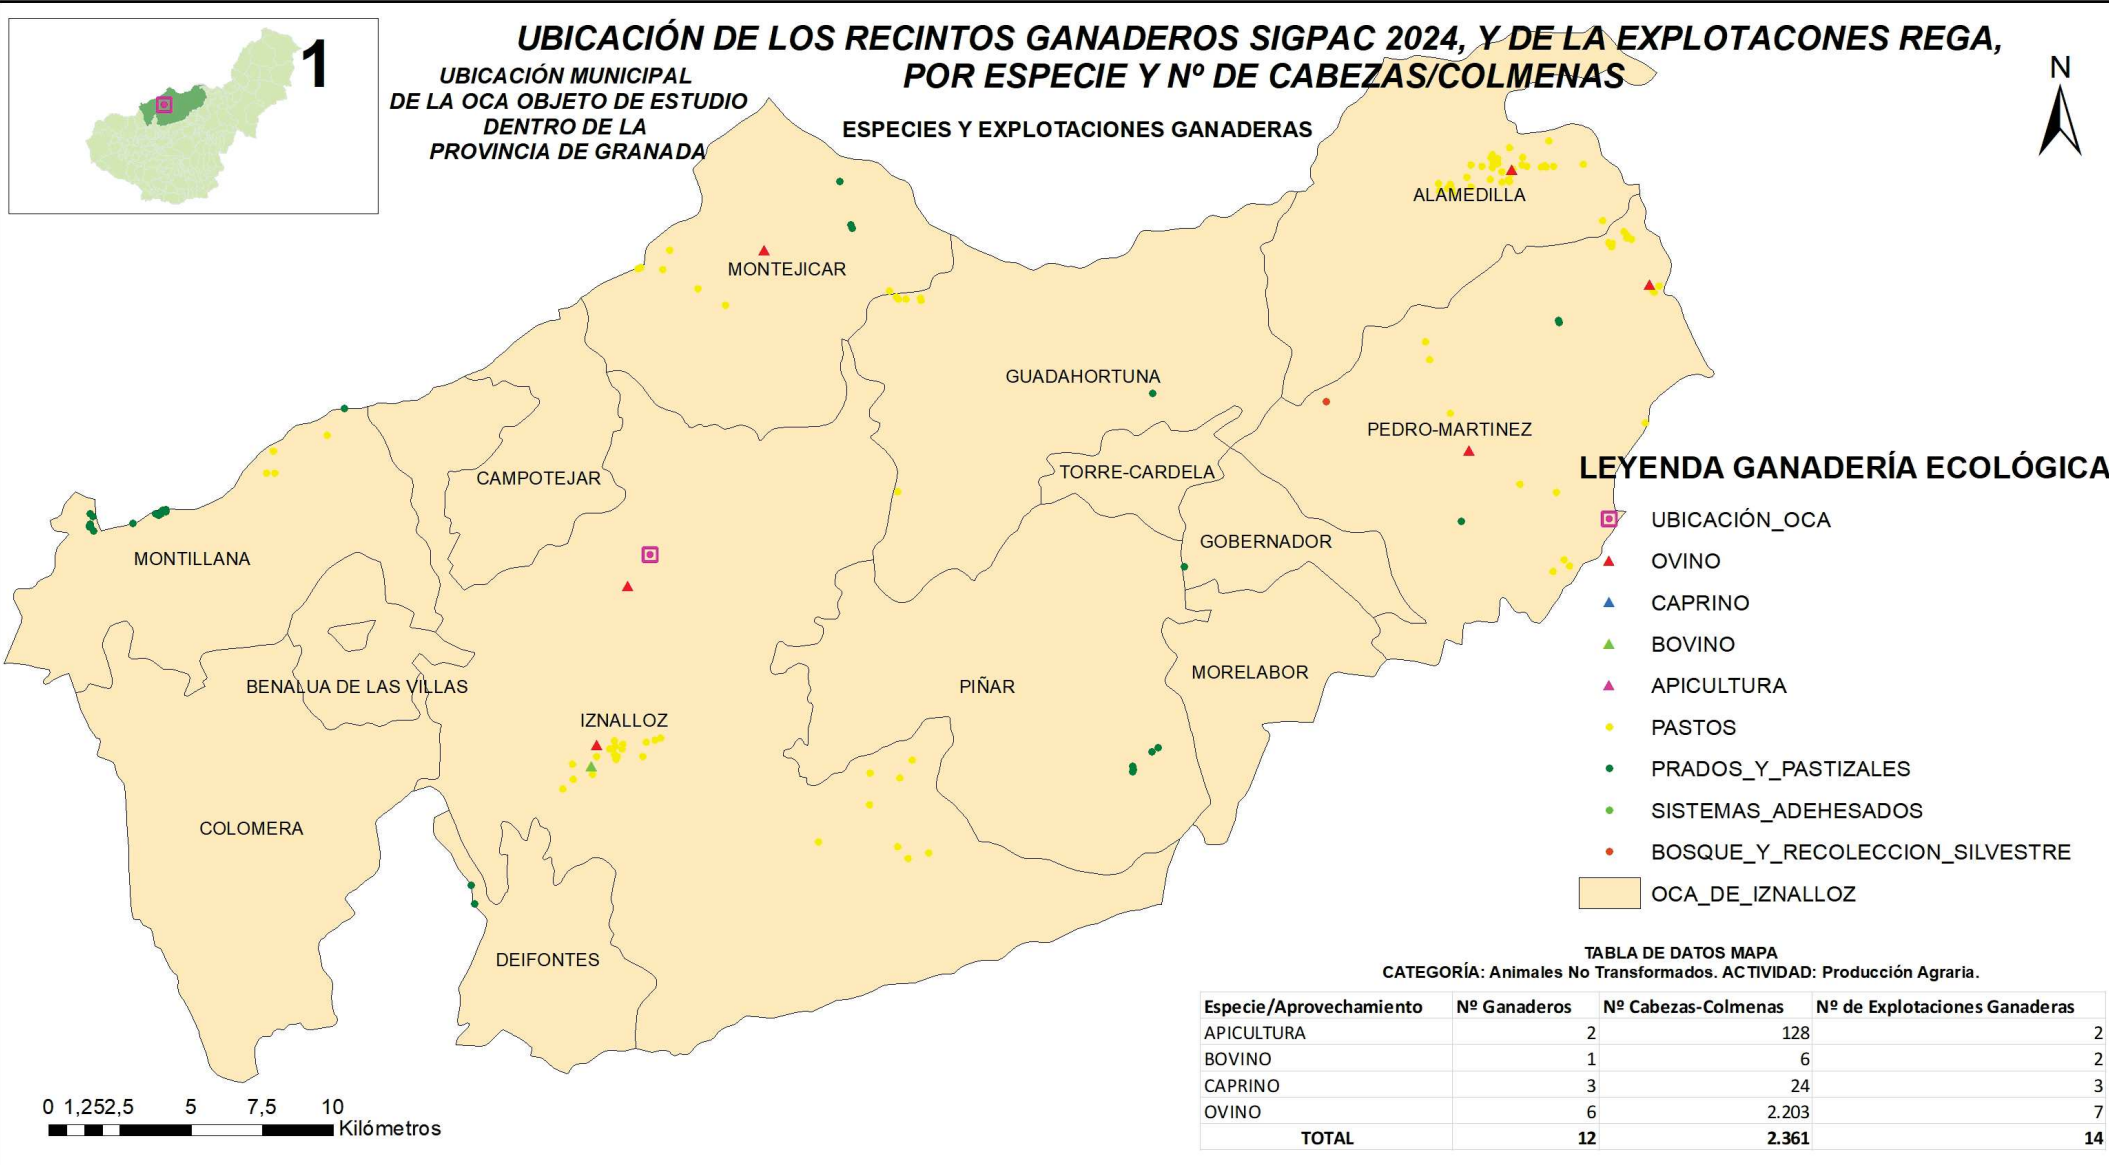 1
UBICACIÓN DE LOS RECINTOS GANADEROS SIGPAC 2024, Y DE LA EXPLOTACONES REGA,
POR ESPECIE Y Nº DE CABEZAS/COLMENAS
UBICACIÓN MUNICIPAL
DE LA OCA OBJETO DE ESTUDIO
DENTRO DE LA
PROVINCIA DE GRANADA
ESPECIES Y EXPLOTACIONES GANADERAS
N
ALAMEDILLA
MONTEJICAR
GUADAHORTUNA
PEDRO-MARTINEZ
TORRE-CARDELA
CAMPOTEJAR
GOBERNADOR
MONTILLANA
MORELABOR
BENALUA DE LAS VILLAS
PIÑAR
IZNALLOZ
COLOMERA
DEIFONTES
LEYENDA GANADERÍA ECOLÓGICA
UBICACIÓN_OCA
OVINO
CAPRINO
BOVINO
APICULTURA
PASTOS
PRADOS_Y_PASTIZALES
SISTEMAS_ADEHESADOS
BOSQUE_Y_RECOLECCION_SILVESTRE
OCA_DE_IZNALLOZ
TABLA DE DATOS MAPA
CATEGORÍA: Animales No Transformados. ACTIVIDAD: Producción Agraria.
Especie/Aprovechamiento Nº Ganaderos Nº Cabezas-Colmenas Nº de Explotaciones Ganaderas
APICULTURA 2 128 2
BOVINO 1 6 2
CAPRINO 3 24 3
OVINO 6 2.203 7
TOTAL 12 2.361 14
0 1,252,5 5 7,5 10
Kilómetros